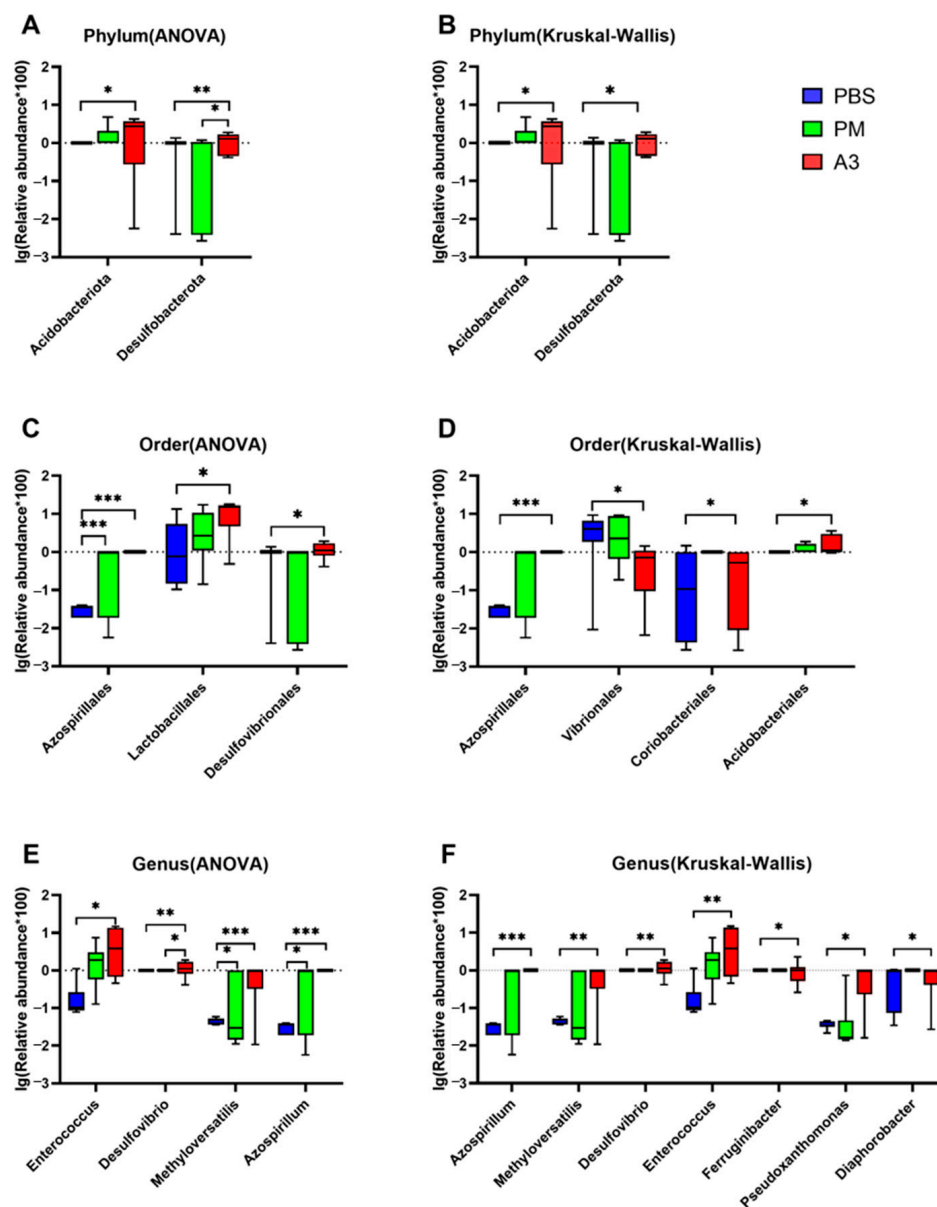 A
Phylum(ANOVA)
lg(Relative abundance*100)
2
1
0
−1
−2
−3
*
**
*
Acidobacteriota
Desulfobacterota
B
Phylum(Kruskal-Wallis)
lg(Relative abundance*100)
2
1
0
−1
−2
−3
*
*
Acidobacteriota
Desulfobacterota
PBS
PM
A3
C
Order(ANOVA)
lg(Relative abundance*100)
2
1
0
−1
−2
−3
***
***
*
*
Azospirillales
Lactobacillales
Desulfovibrionales
D
Order(Kruskal-Wallis)
lg(Relative abundance*100)
2
1
0
−1
−2
−3
***
*
*
*
Azospirillales
Vibrionales
Coriobacteriales
Acidobacteriales
E
Genus(ANOVA)
lg(Relative abundance*100)
2
1
0
−1
−2
−3
*
**
*
***
*
***
*
Enterococcus
Desulfovibrio
Methyloversatilis
Azospirillum
F
Genus(Kruskal-Wallis)
lg(Relative abundance*100)
2
1
0
−1
−2
−3
***
**
**
**
*
*
*
Azospirillum
Methyloversatilis
Desulfovibrio
Enterococcus
Ferruginibacter
Pseudoxanthomonas
Diaphorobacter